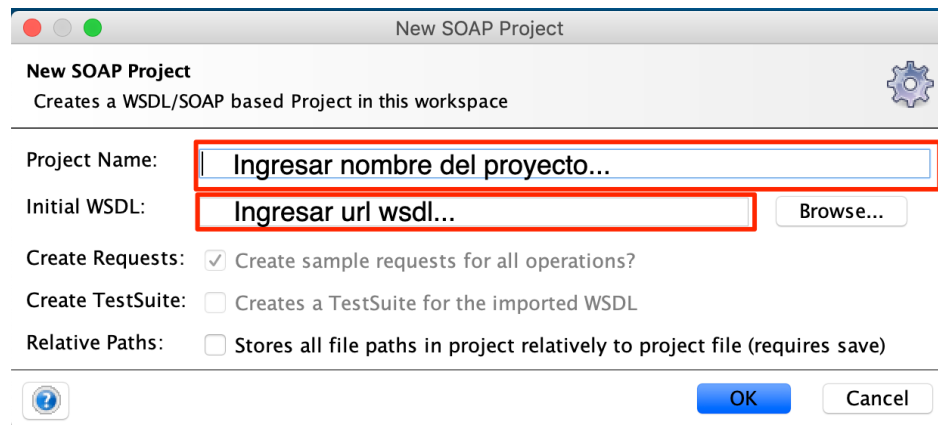 New SOAP Project
New SOAP Project
Creates a WSDL/SOAP based Project in this workspace
Project Name: Ingresar nombre del proyecto...
Initial WSDL: Ingresar url wsdl... Browse...
Create Requests: Create sample requests for all operations?
Create TestSuite: Creates a TestSuite for the imported WSDL
Relative Paths: Stores all file paths in project relatively to project file (requires save)
? OK Cancel